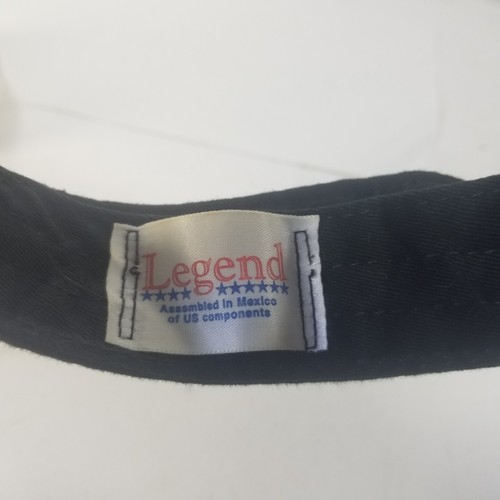 Legend
Assembled in Mexico
of US components